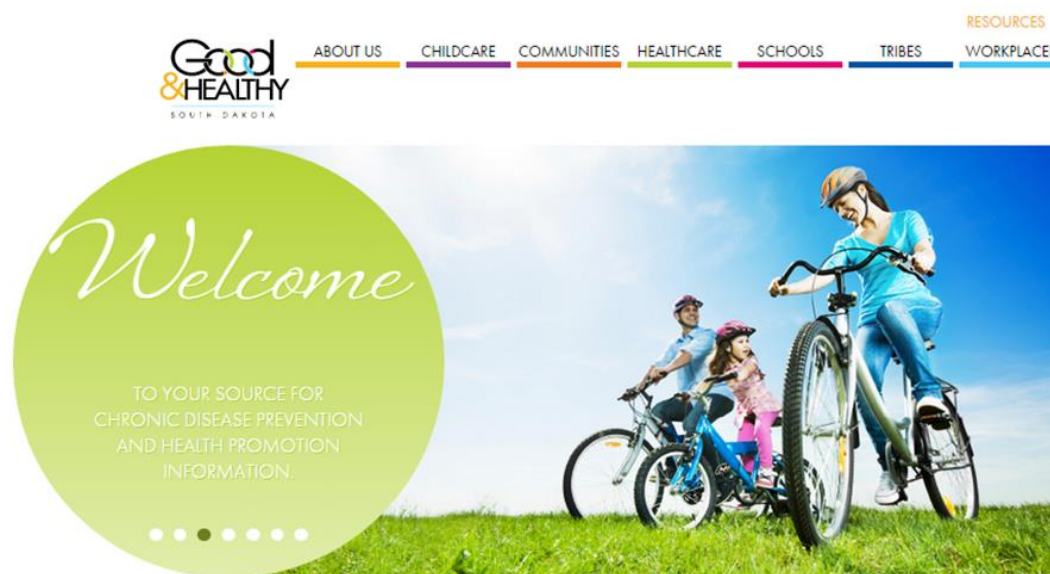 RESOURCES
Good
&HEALTHY
SOUTH DAKOTA
ABOUT US
CHILDCARE
COMMUNITIES
HEALTHCARE
SCHOOLS
TRIBES
WORKPLACE
Welcome
TO YOUR SOURCE FOR
CHRONIC DISEASE PREVENTION
AND HEALTH PROMOTION
INFORMATION.